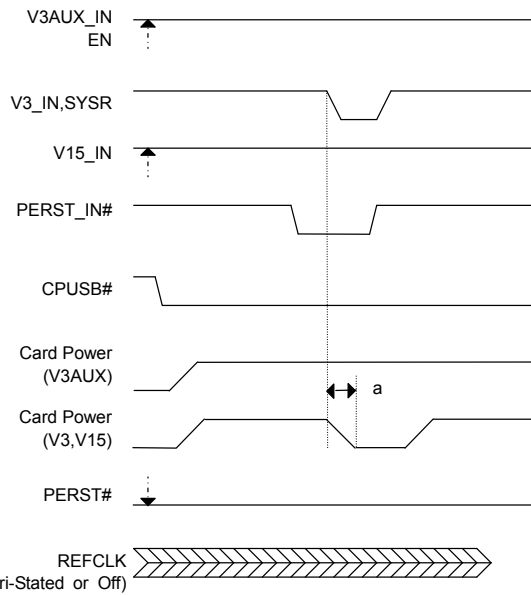 V3AUX_IN
EN
V3_IN,SYSR
V15_IN
PERST_IN#
CPUSB#
Card Power
(V3AUX)
a
Card Power
(V3,V15)
PERST#
REFCLK
ri-Stated or Off)